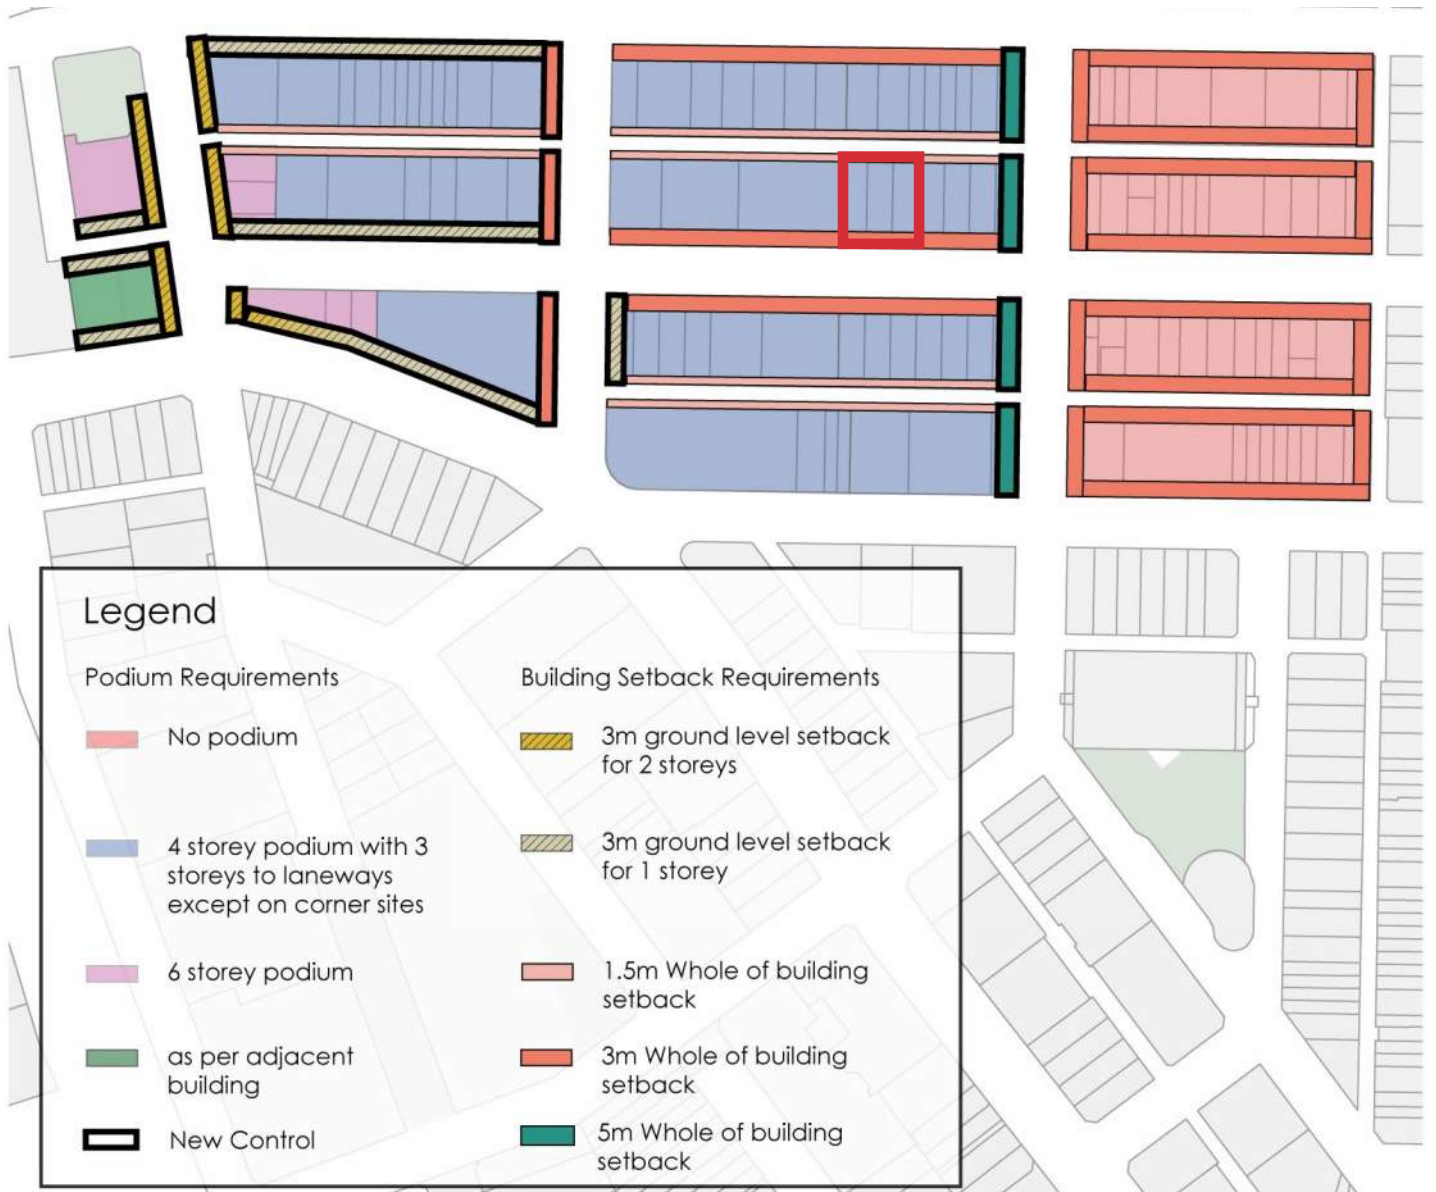 Legend
Podium Requirements
No podium
4 storey podium with 3
storeys to laneways
except on corner sites
6 storey podium
as per adjacent
building
New Control
Building Setback Requirements
3m ground level setback
for 2 storeys
3m ground level setback
for 1 storey
1.5m Whole of building
setback
3m Whole of building
setback
5m Whole of building
setback